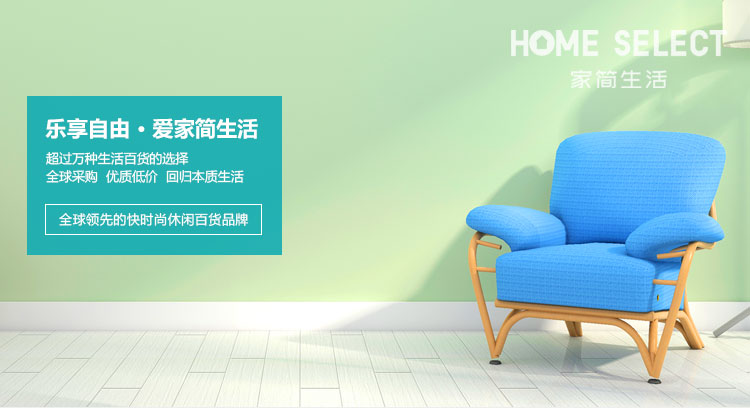 HOME SELECT
家简生活
乐享自由·爱家简生活
超过万种生活百货的选择
全球采购 优质低价 回归本质生活
全球领先的快时尚休闲百货品牌